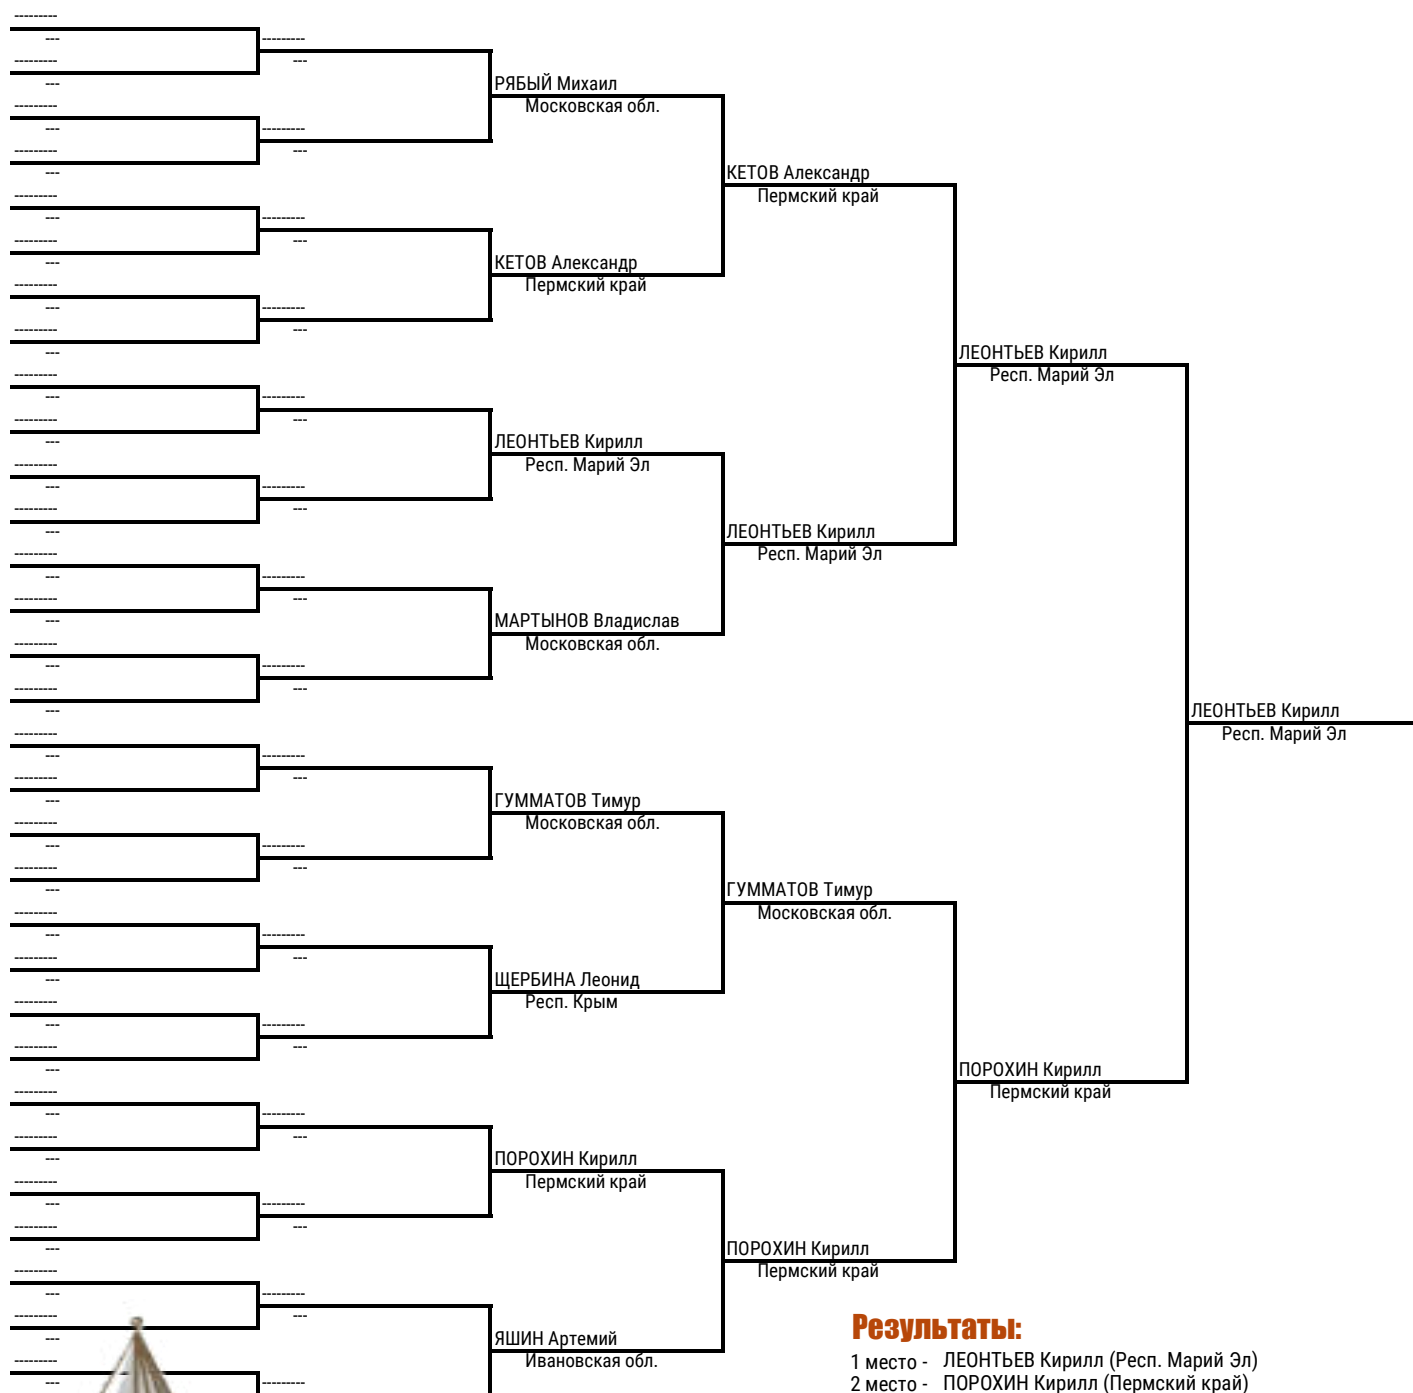 РЯБЫЙ Михаил
Московская обл.
КЕТОВ Александр
Пермский край
КЕТОВ Александр
Пермский край
ЛЕОНТЬЕВ Кирилл
Респ. Марий Эл
ЛЕОНТЬЕВ Кирилл
Респ. Марий Эл
ЛЕОНТЬЕВ Кирилл
Респ. Марий Эл
МАРТЫНОВ Владислав
Московская обл.
ЛЕОНТЬЕВ Кирилл
Респ. Марий Эл
ГУММАТОВ Тимур
Московская обл.
ГУММАТОВ Тимур
Московская обл.
ЩЕРБИНА Леонид
Респ. Крым
ПОРОХИН Кирилл
Пермский край
ПОРОХИН Кирилл
Пермский край
ПОРОХИН Кирилл
Пермский край
ЯШИН Артемий
Ивановская обл.
Результаты:
1 место - ЛЕОНТЬЕВ Кирилл (Респ. Марий Эл)
2 место - ПОРОХИН Кирилл (Пермский край)